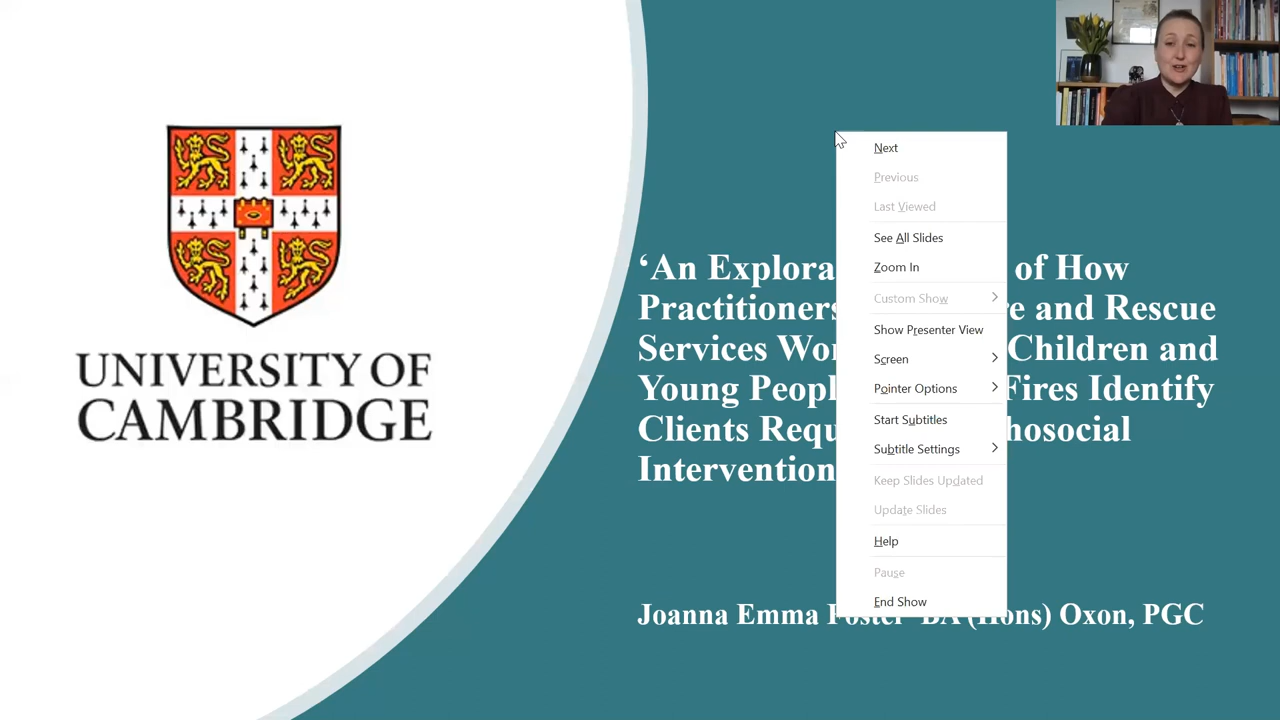 UNIVERSITY OF
CAMBRIDGE
‘An Explora of How
Practitioners e and Rescue
Services Wor Children and
Young Peopl Fires Identify
Clients Requ hosocial
Intervention
Joanna Emma Foster BA (Hons) Oxon, PGC
Next
Previous
Last Viewed
See All Slides
Zoom In
Custom Show
Show Presenter View
Screen
Pointer Options
Start Subtitles
Subtitle Settings
Keep Slides Updated
Update Slides
Help
Pause
End Show